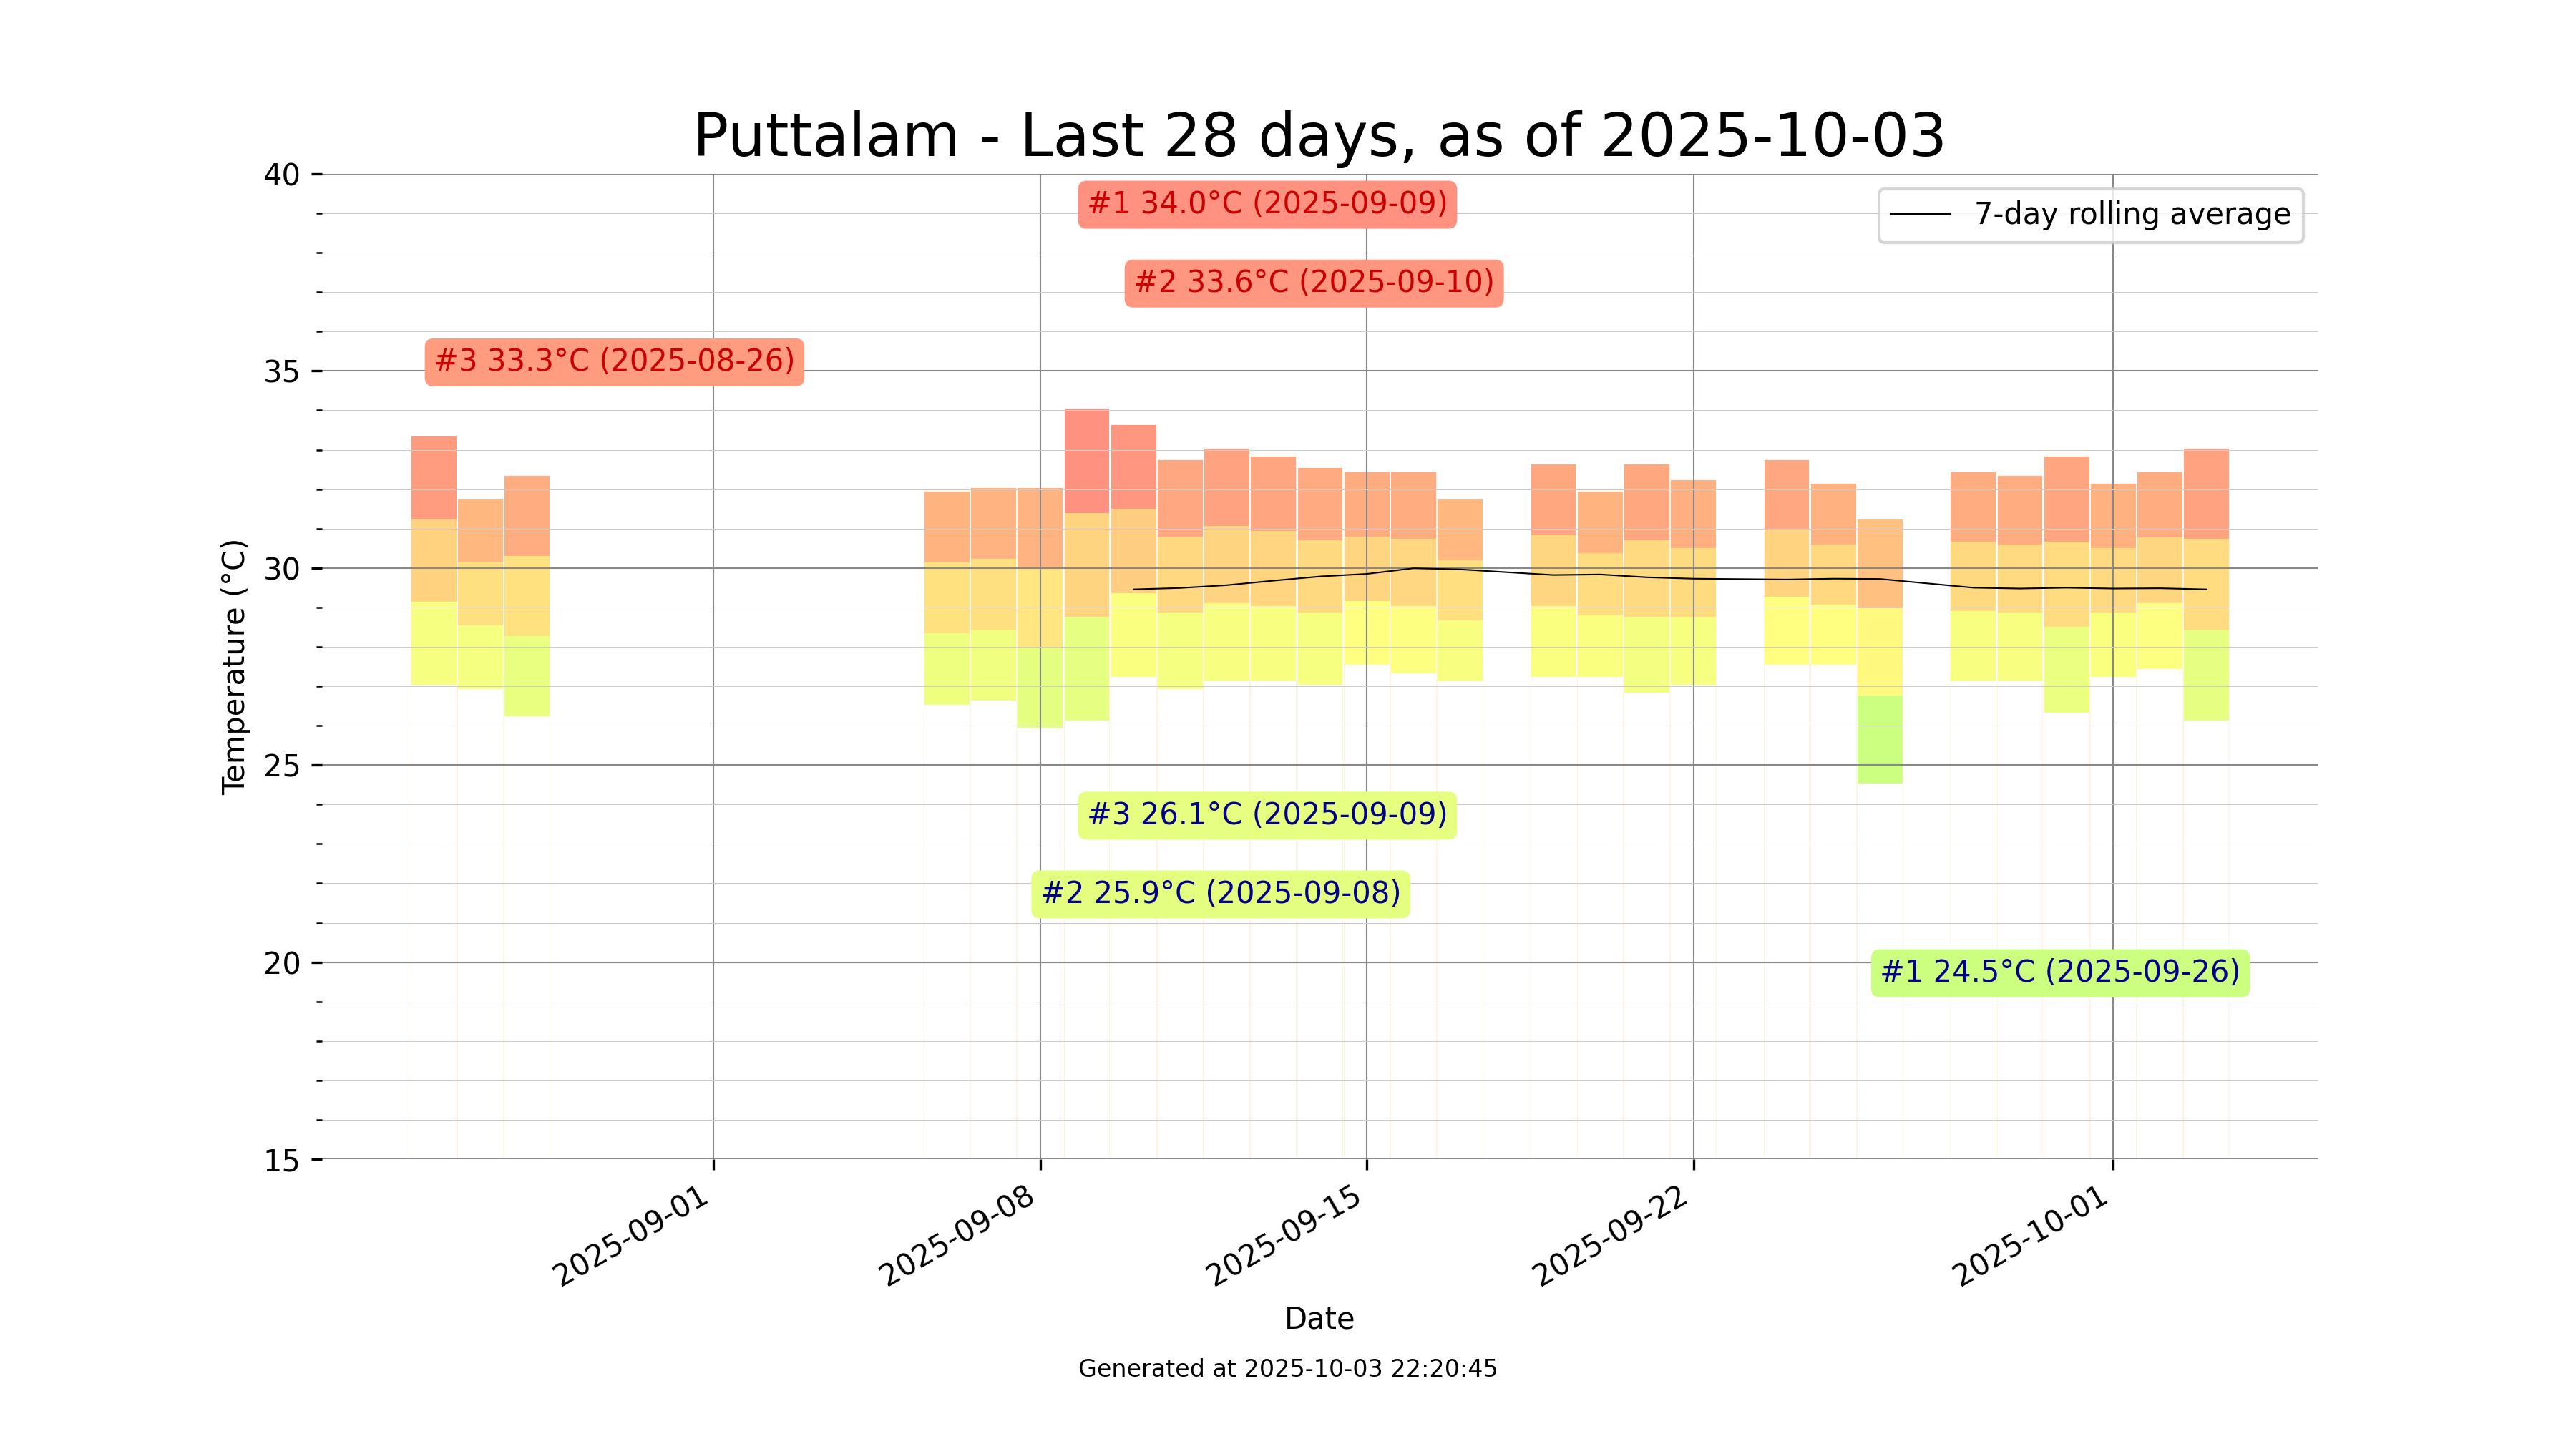 Puttalam - Last 28 days, as of 2025-10-03
40
#1 34.0°C (2025-09-09)
7-day rolling average
#2 33.6°C (2025-09-10)
#3 33.3°C (2025-08-26)
35
30
Temperature (°C)
25
#3 26.1°C (2025-09-09)
#2 25.9°C (2025-09-08)
20
#1 24.5°C (2025-09-26)
15
2025-09-01
2025-09-08
2025-09-15
2025-09-22
2025-10-01
Date
Generated at 2025-10-03 22:20:45